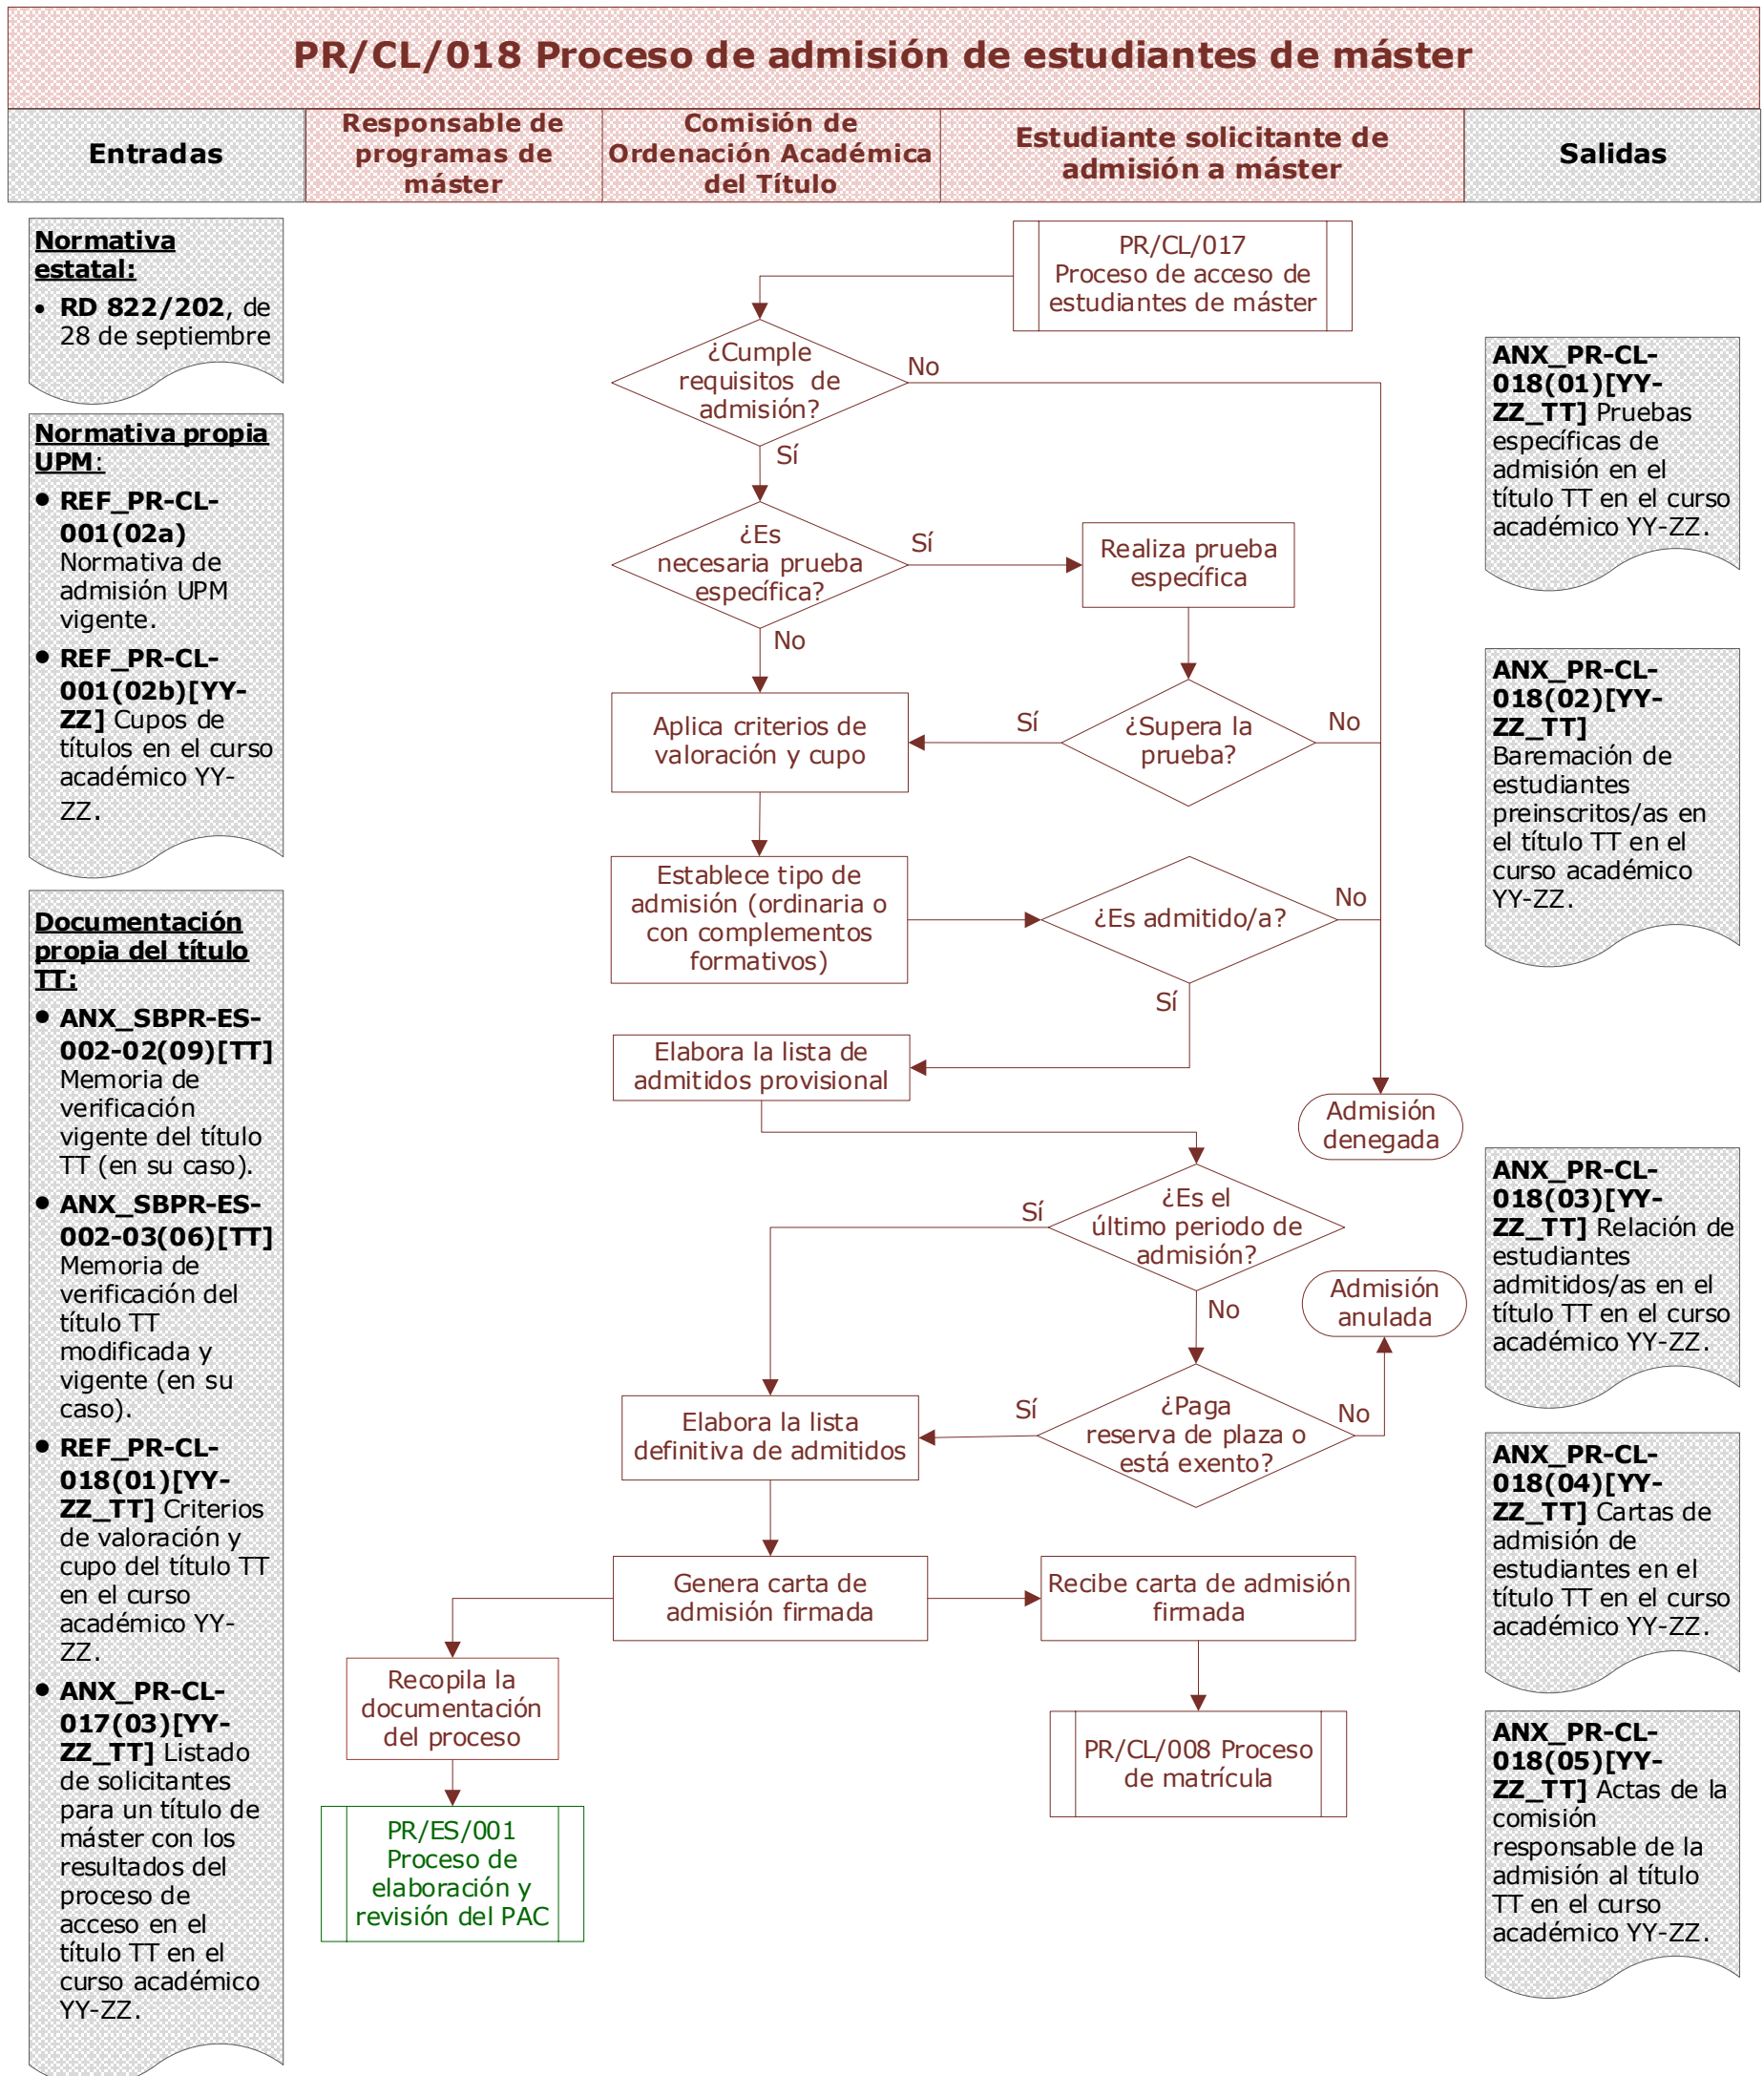 PR/CL/018 Proceso de admisión de estudiantes de máster
Entradas
Responsable de
programas de
máster
Comisión de
Ordenación Académica
del Título
Estudiante solicitante de
admisión a máster
Salidas
Normativa
estatal:
• RD 822/202, de
28 de septiembre
Normativa propia
UPM:
• REF_PR-CL-
001(02a)
Normativa de
admisión UPM
vigente.
• REF_PR-CL-
001(02b)[YY-
ZZ] Cupos de
títulos en el curso
académico YY-
ZZ.
Documentación
propia del título
TT:
• ANX_SBPR-ES-
002-02(09)[TT]
Memoria de
verificación
vigente del título
TT (en su caso).
• ANX_SBPR-ES-
002-03(06)[TT]
Memoria de
verificación del
título TT
modificada y
vigente (en su
caso).
• REF_PR-CL-
018(01)[YY-
ZZ_TT] Criterios
de valoración y
cupo del título TT
en el curso
académico YY-
ZZ.
• ANX_PR-CL-
017(03)[YY-
ZZ_TT] Listado
de solicitantes
para un título de
máster con los
resultados del
proceso de
acceso en el
título TT en el
curso académico
YY-ZZ.
PR/CL/017
Proceso de acceso de
estudiantes de máster
¿Cumple
requisitos de
admisión?
No
Sí
¿Es
necesaria prueba
específica?
Sí
No
Realiza prueba
específica
Aplica criterios de
valoración y cupo
Sí
¿Supera la
prueba?
No
Establece tipo de
admisión (ordinaria o
con complementos
formativos)
¿Es admitido/a?
No
Sí
Elabora la lista de
admitidos provisional
Admisión
denegada
¿Es el
último periodo de
admisión?
Sí
No
Admisión
anulada
Elabora la lista
definitiva de admitidos
Sí
¿Paga
reserva de plaza o
está exento?
No
Genera carta de
admisión firmada
Recibe carta de admisión
firmada
Recopila la
documentación
del proceso
PR/CL/008 Proceso
de matrícula
PR/ES/001
Proceso de
elaboración y
revisión del PAC
ANX_PR-CL-
018(01)[YY-
ZZ_TT] Pruebas
específicas de
admisión en el
título TT en el curso
académico YY-ZZ.
ANX_PR-CL-
018(02)[YY-
ZZ_TT]
Baremación de
estudiantes
preinscritos/as en
el título TT en el
curso académico
YY-ZZ.
ANX_PR-CL-
018(03)[YY-
ZZ_TT] Relación de
estudiantes
admitidos/as en el
título TT en el curso
académico YY-ZZ.
ANX_PR-CL-
018(04)[YY-
ZZ_TT] Cartas de
admisión de
estudiantes en el
título TT en el curso
académico YY-ZZ.
ANX_PR-CL-
018(05)[YY-
ZZ_TT] Actas de la
comisión
responsable de la
admisión al título
TT en el curso
académico YY-ZZ.